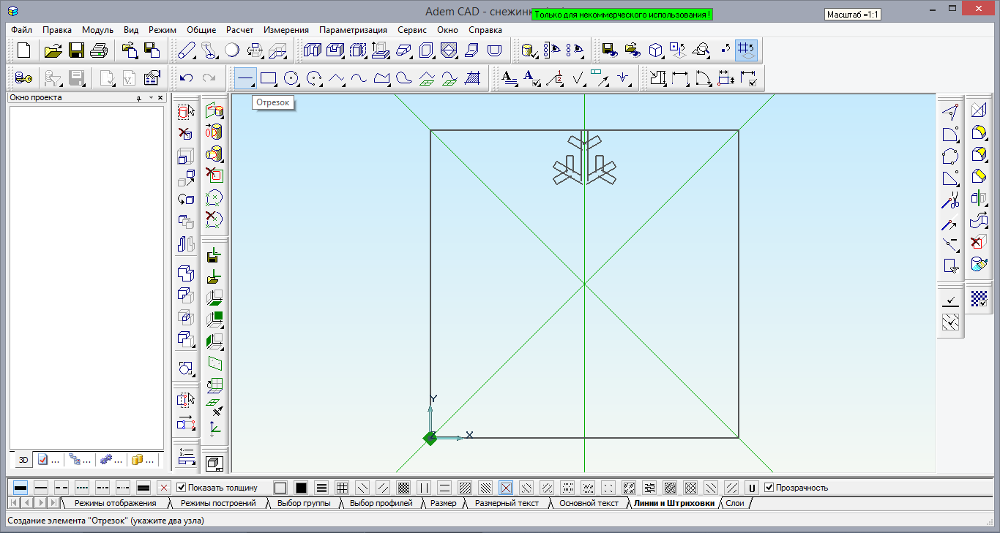 Adem CAD - снежинк
Только для некоммерческого использования !
Масштаб =1:1
Файл Правка Модуль Вид Режим Общие Расчет Измерения Параметризация Сервис Окно Справка
Окно проекта
Отрезок
Y
Z
X
3D ... ... ... ...
Показать толщину
U
Прозрачность
Режимы отображения Режимы построений Выбор группы Выбор профилей Размер Размерный текст Основной текст Линии и Штриховки Слои
Создание элемента "Отрезок" (укажите два узла)